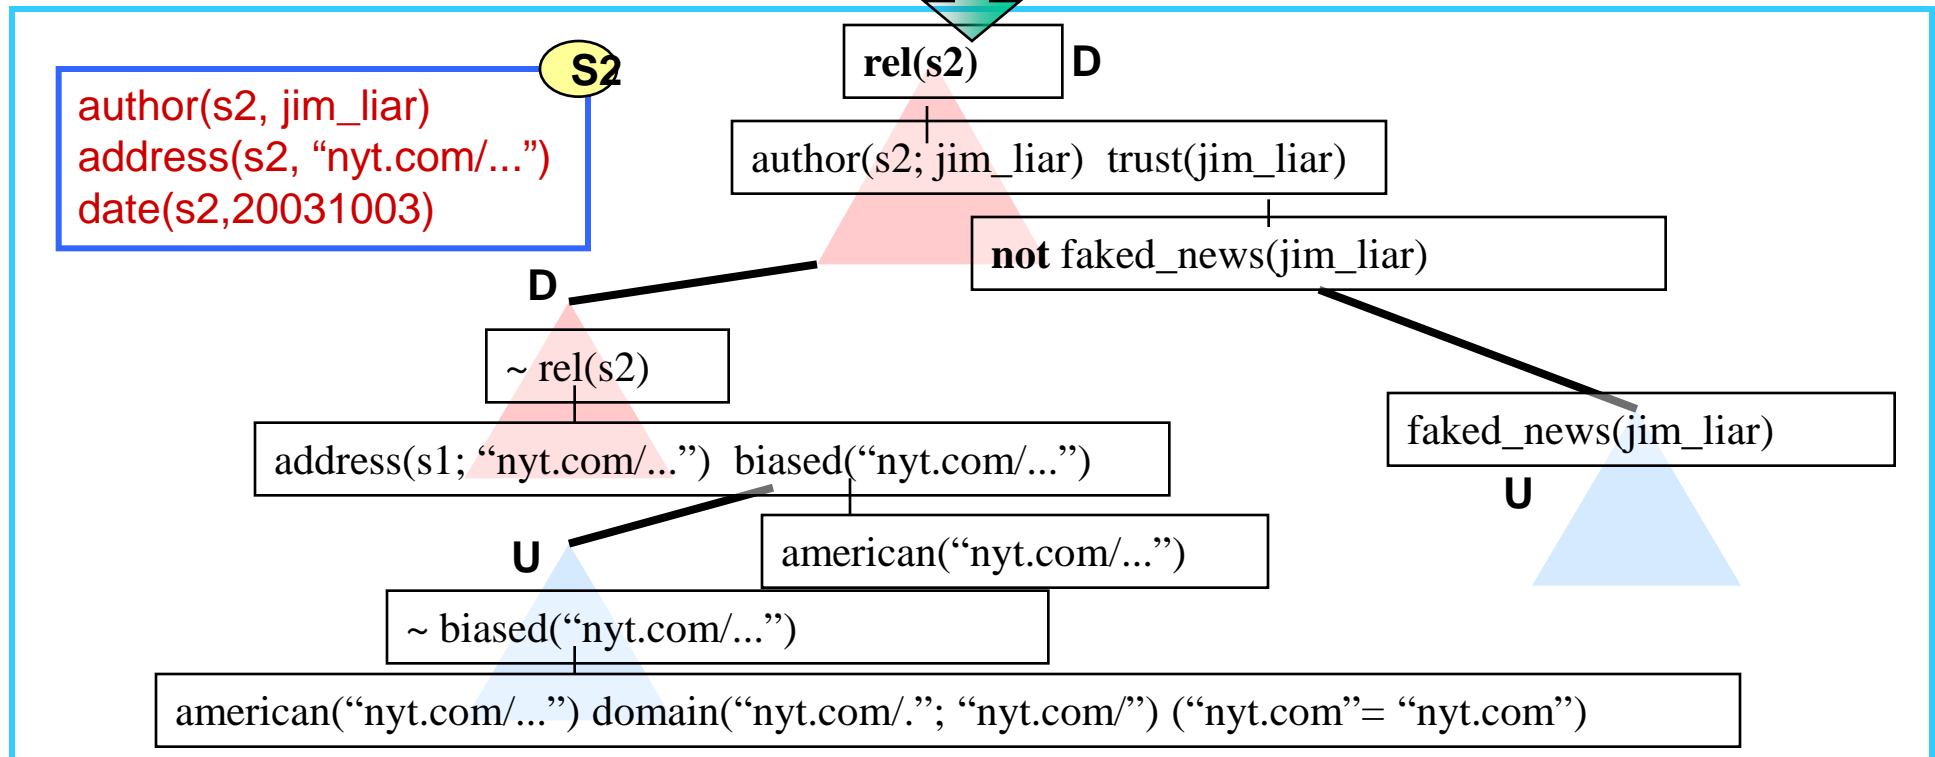 S2
author(s2, jim_liar)
address(s2, “nyt.com/...”)
date(s2,20031003)
rel(s2)
D
author(s2; jim_liar)  trust(jim_liar)
not faked_news(jim_liar)
D
~ rel(s2)
address(s1; “nyt.com/...”)  biased(“nyt.com/...”)
faked_news(jim_liar)
U
american(“nyt.com/...”)
U
~ biased(“nyt.com/...”)
american(“nyt.com/...”) domain(“nyt.com/.”; “nyt.com/”) (“nyt.com”= “nyt.com”)